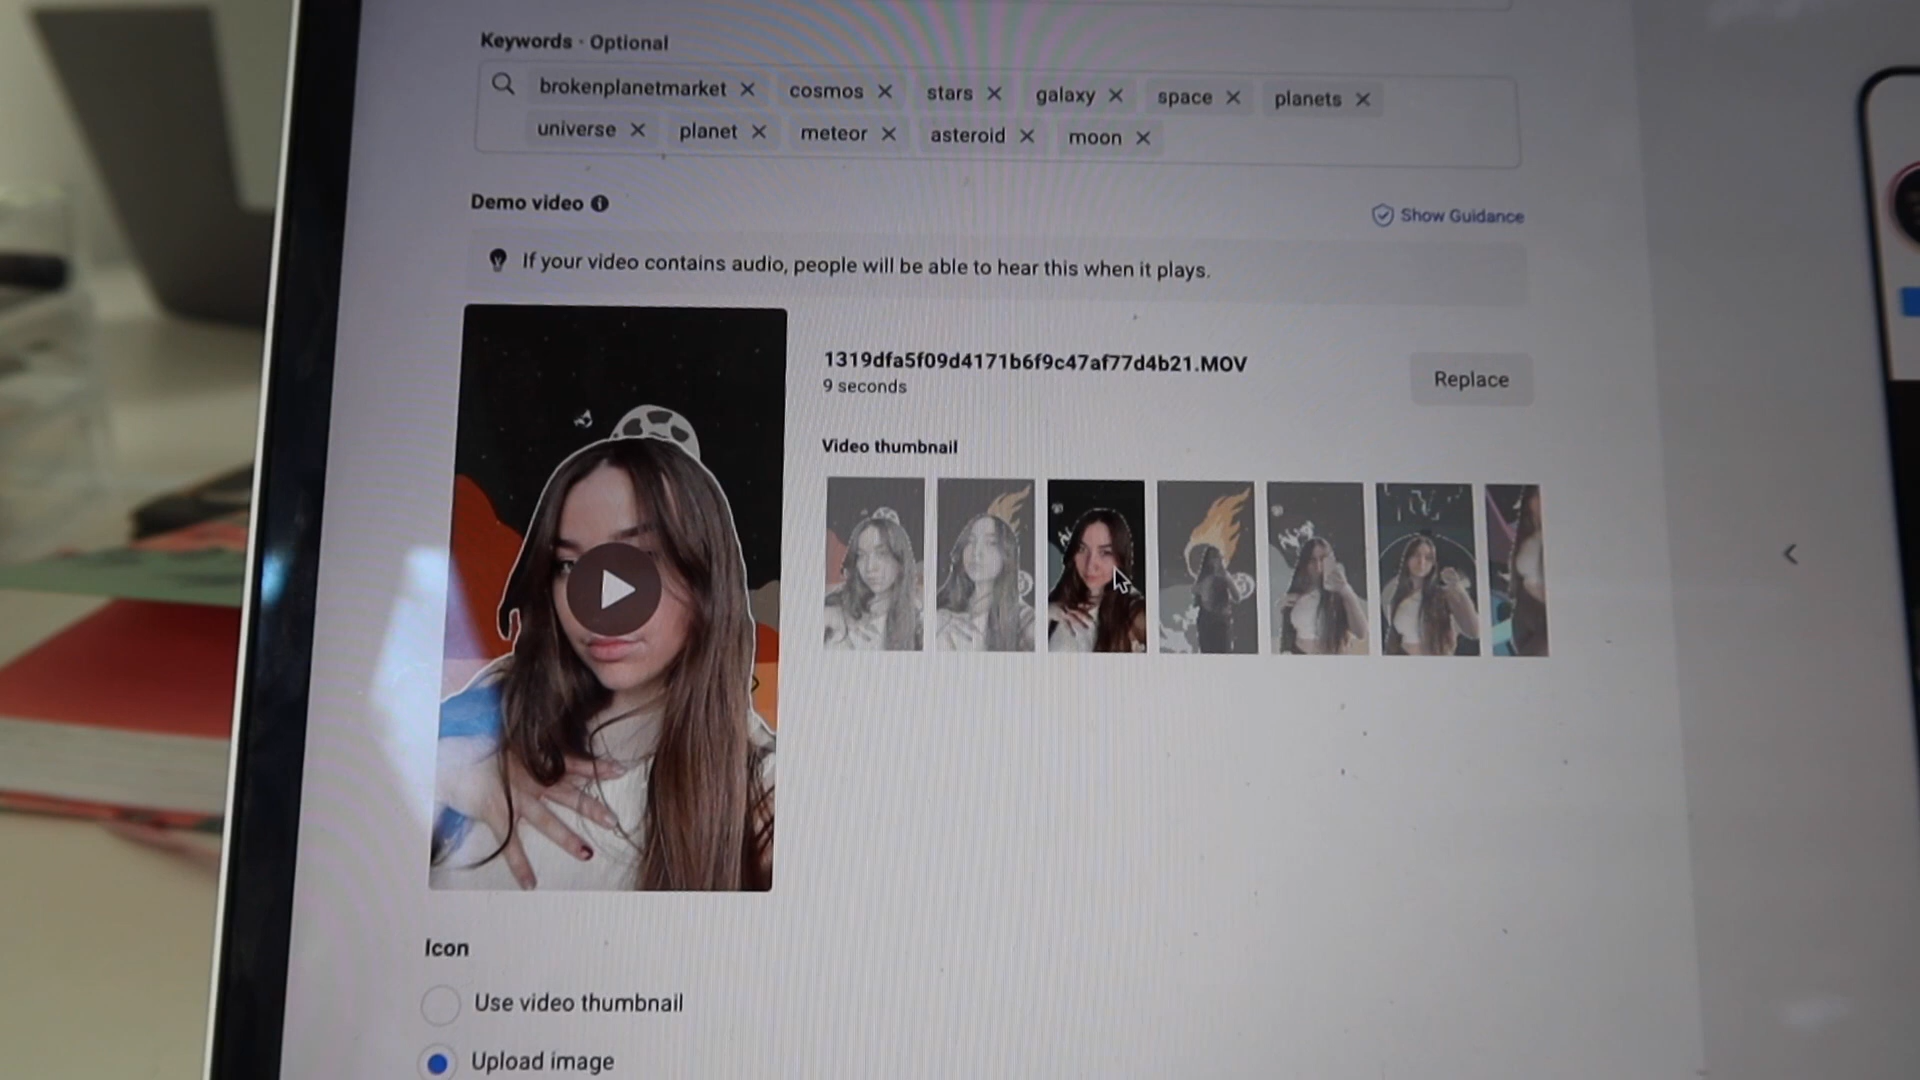 Keywords · Optional
brokenplanetmarket × cosmos × stars × galaxy × space × planets ×
universe × planet × meteor × asteroid × moon ×
Demo video
Show Guidance
If your video contains audio, people will be able to hear this when it plays.
1319dfa5f09d4171b6f9c47af77d4b21.MOV
9 seconds
Replace
Video thumbnail
Icon
Use video thumbnail
Upload image